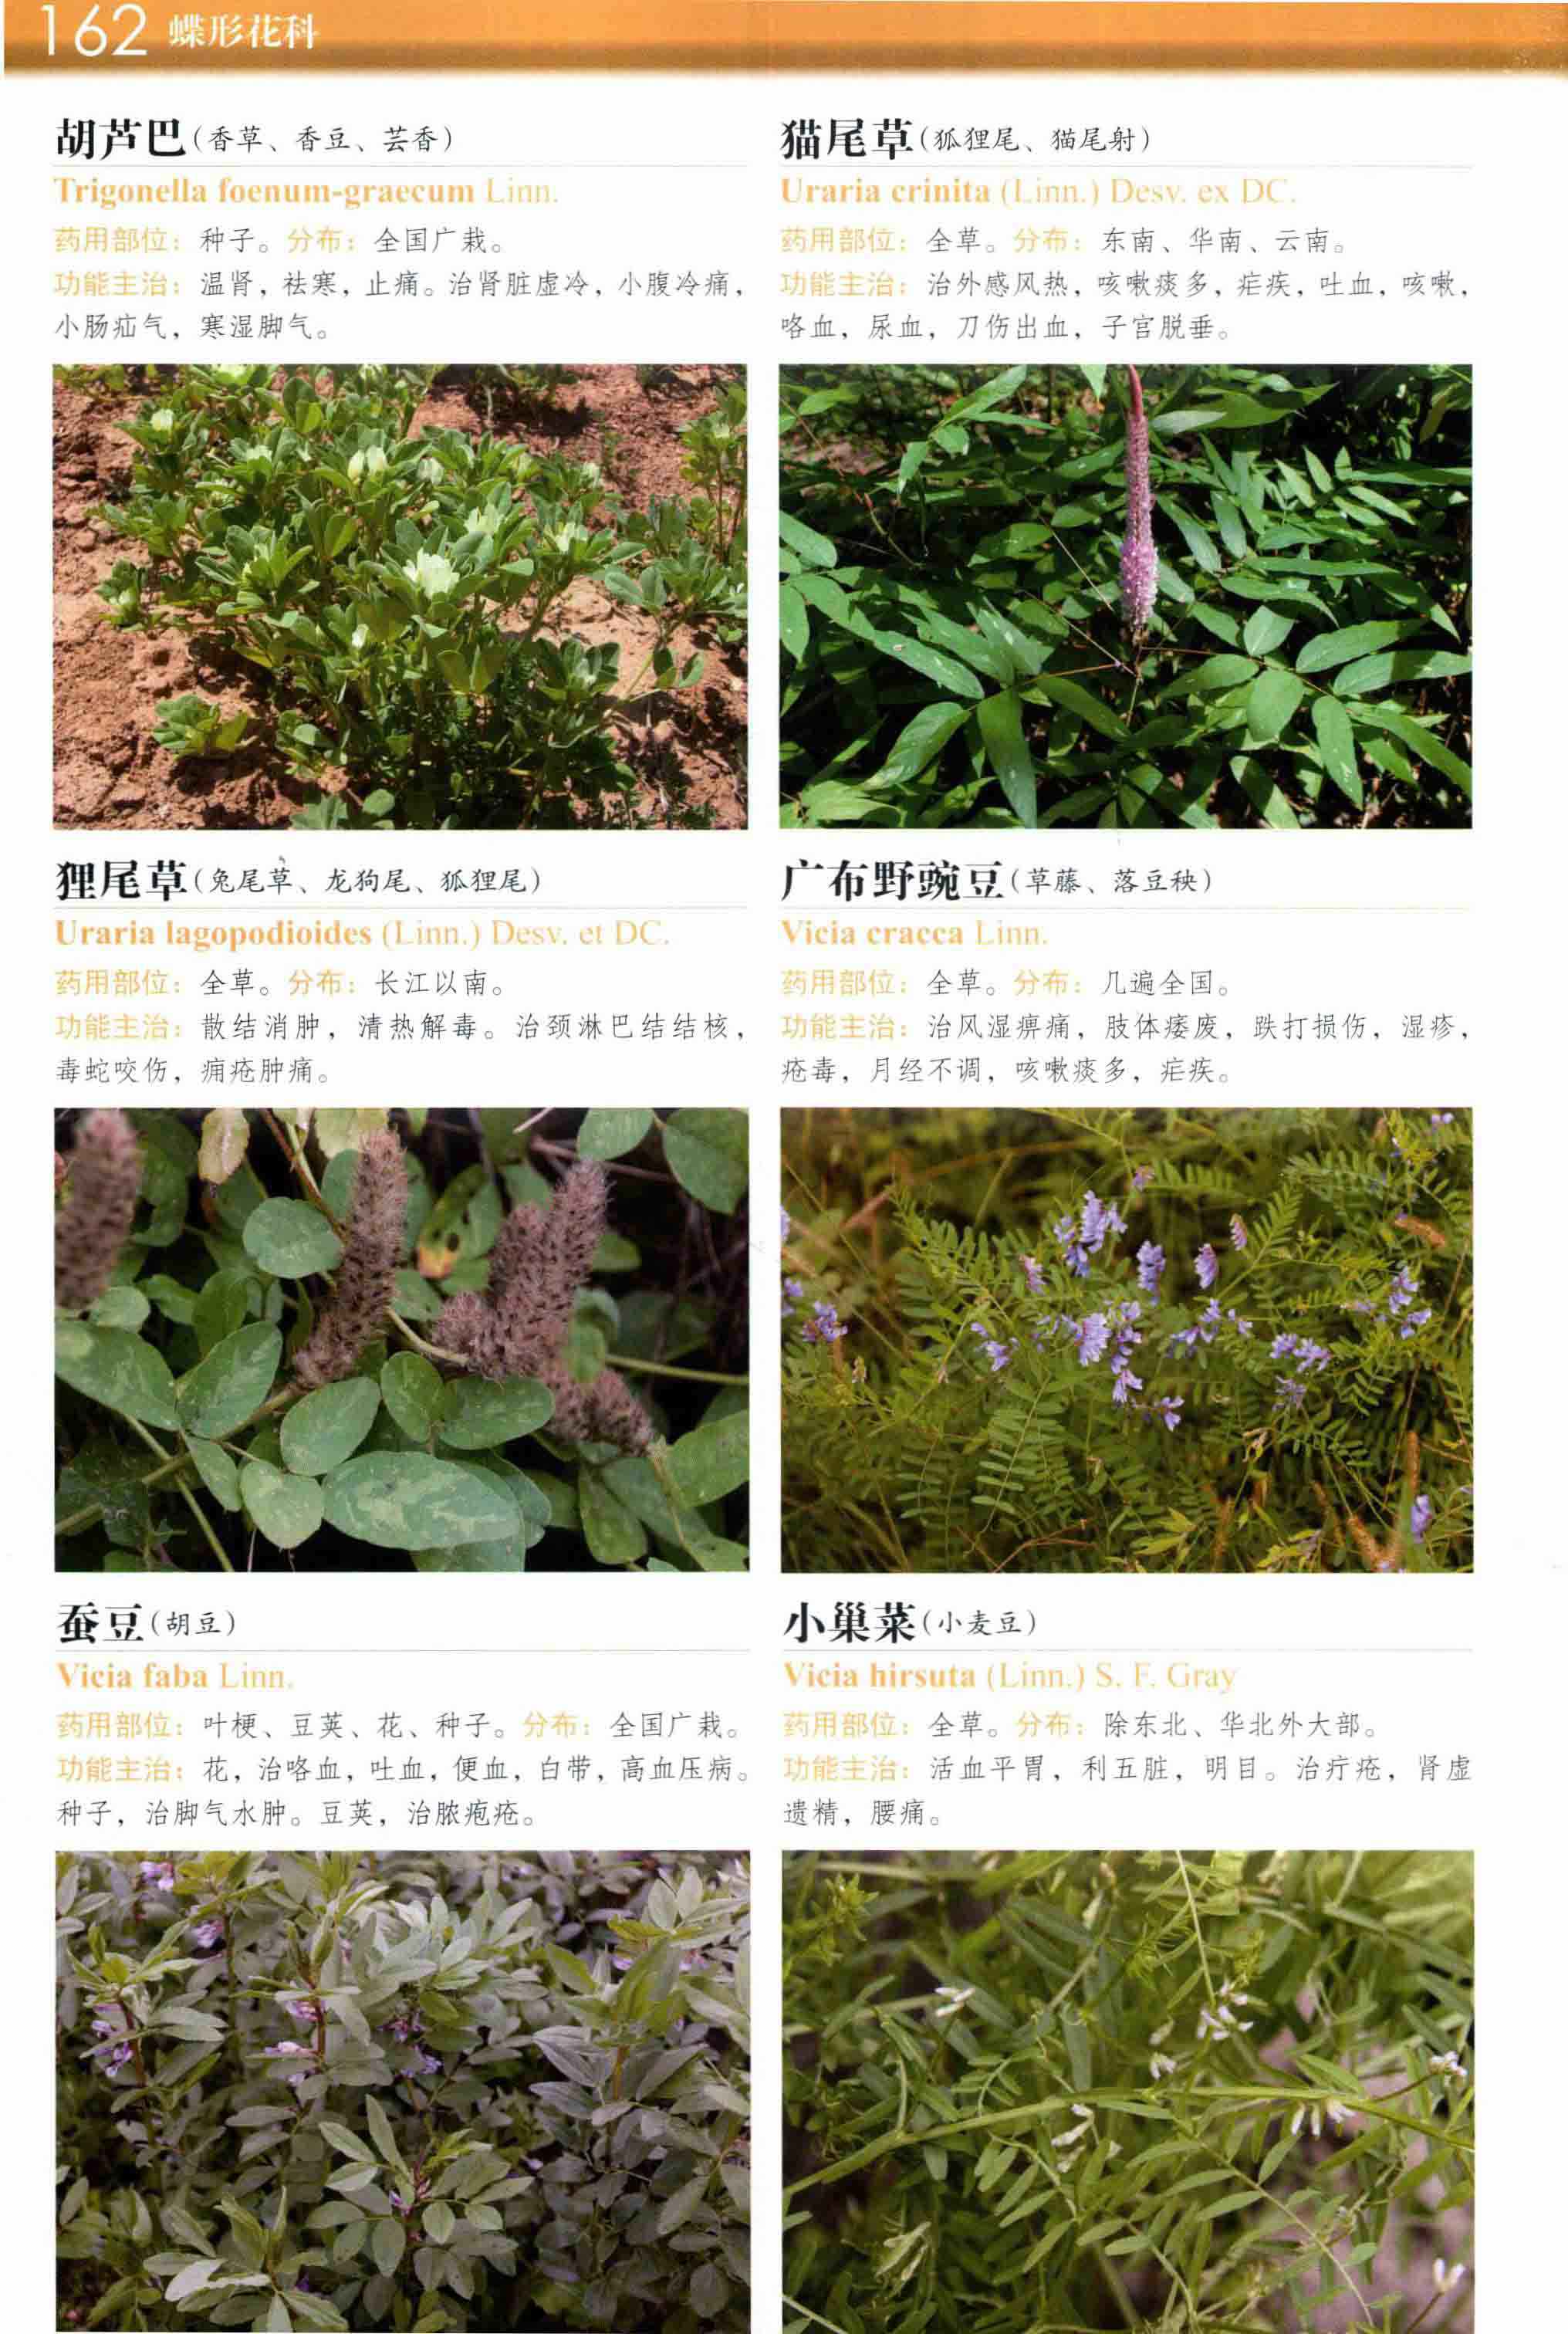 162 蝶形花科
胡芦巴(香草、香豆、芸香)
Trigonella foenum-graecum Linn.
药用部位：种子。分布：全国广栽。
功能主治：温肾，祛寒，止痛。治肾脏虚冷，小腹冷痛，
小肠疝气，寒湿脚气。
猫尾草(狐狸尾、猫尾射)
Uraria crinita (Linn.) Desv. ex DC.
药用部位：全草。分布：东南、华南、云南。
功能主治：治外感风热，咳嗽痰多，疟疾，吐血，咳嗽，
咯血，尿血，刀伤出血，子宫脱垂。
狸尾草(兔尾草、龙狗尾、狐狸尾)
Uraria lagopodioides (Linn.) Desv. et DC.
药用部位：全草。分布：长江以南。
功能主治：散结消肿，清热解毒。治颈淋巴结结核，
毒蛇咬伤，痈疮肿痛。
广布野豌豆(草藤、落豆秧)
Vicia cracca Linn.
药用部位：全草。分布：几遍全国。
功能主治：治风湿痹痛，肢体痿废，跌打损伤，湿疹，
疮毒，月经不调，咳嗽痰多，疟疾。
蚕豆(胡豆)
Vicia faba Linn.
药用部位：叶梗、豆荚、花、种子。分布：全国广栽。
功能主治：花，治咯血，吐血，便血，白带，高血压病。
种子，治脚气水肿。豆荚，治脓疱疮。
小巢菜(小麦豆)
Vicia hirsuta (Linn.) S. F. Gray
药用部位：全草。分布：除东北、华北外大部。
功能主治：活血平胃，利五脏，明目。治疔疮，肾虚
遗精，腰痛。